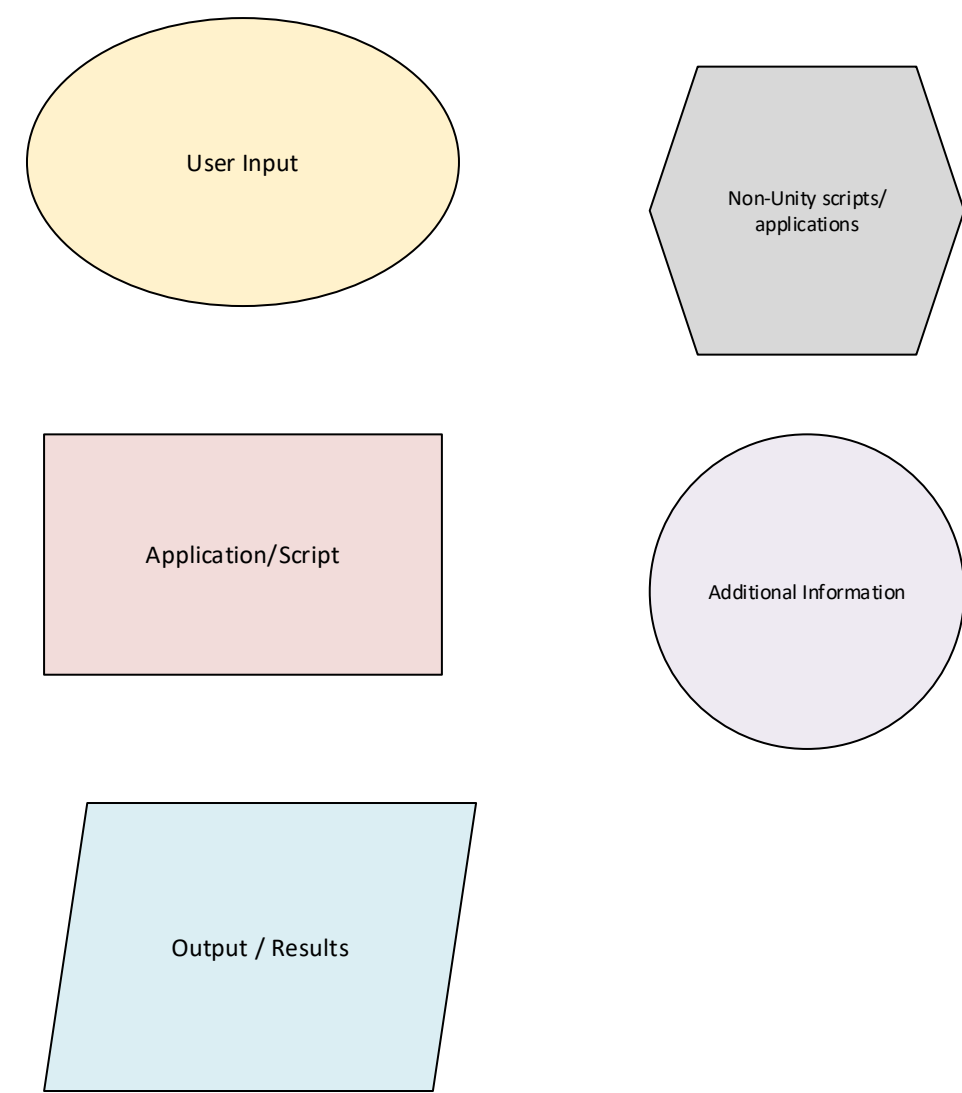 User Input
Non-Unity scripts/
applications
Application/Script
Additional Information
Output / Results